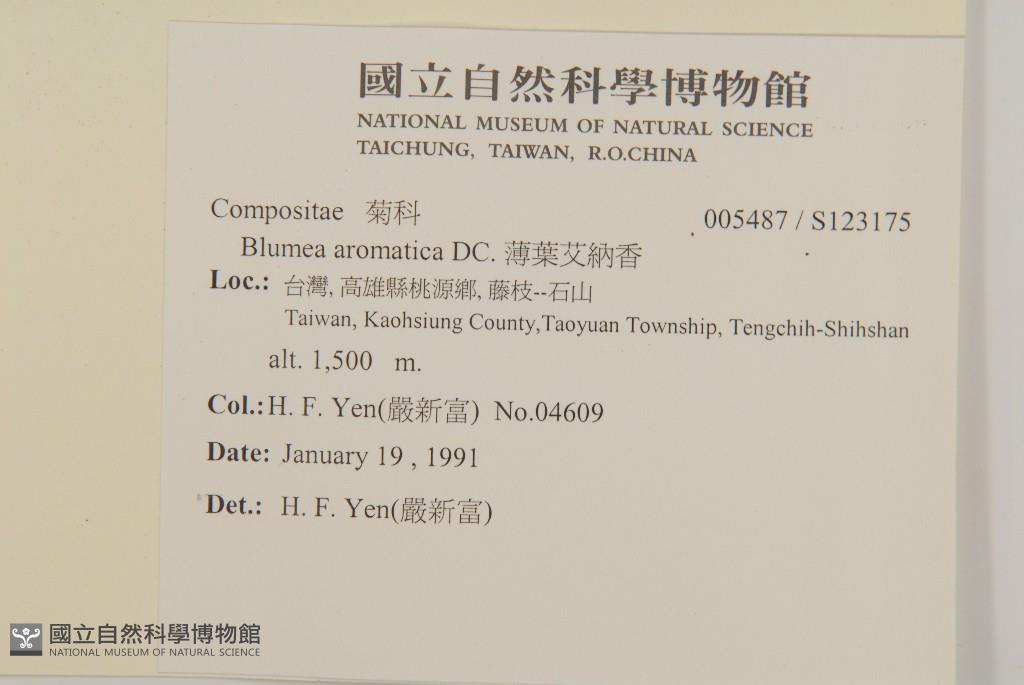 國立自然科學博物館
NATIONAL MUSEUM OF NATURAL SCIENCE
TAICHUNG, TAIWAN, R.O.CHINA
Compositae 菊科 005487 / S123175
Blumea aromatica DC. 薄葉艾納香
Loc.: 台灣, 高雄縣桃源鄉, 藤枝--石山
Taiwan, Kaohsiung County,Taoyuan Township, Tengchih-Shihshan
alt. 1,500 m.
Col.:H. F. Yen(嚴新富) No.04609
Date: January 19 , 1991
Det.: H. F. Yen(嚴新富)
國立自然科學博物館
NATIONAL MUSEUM OF NATURAL SCIENCE